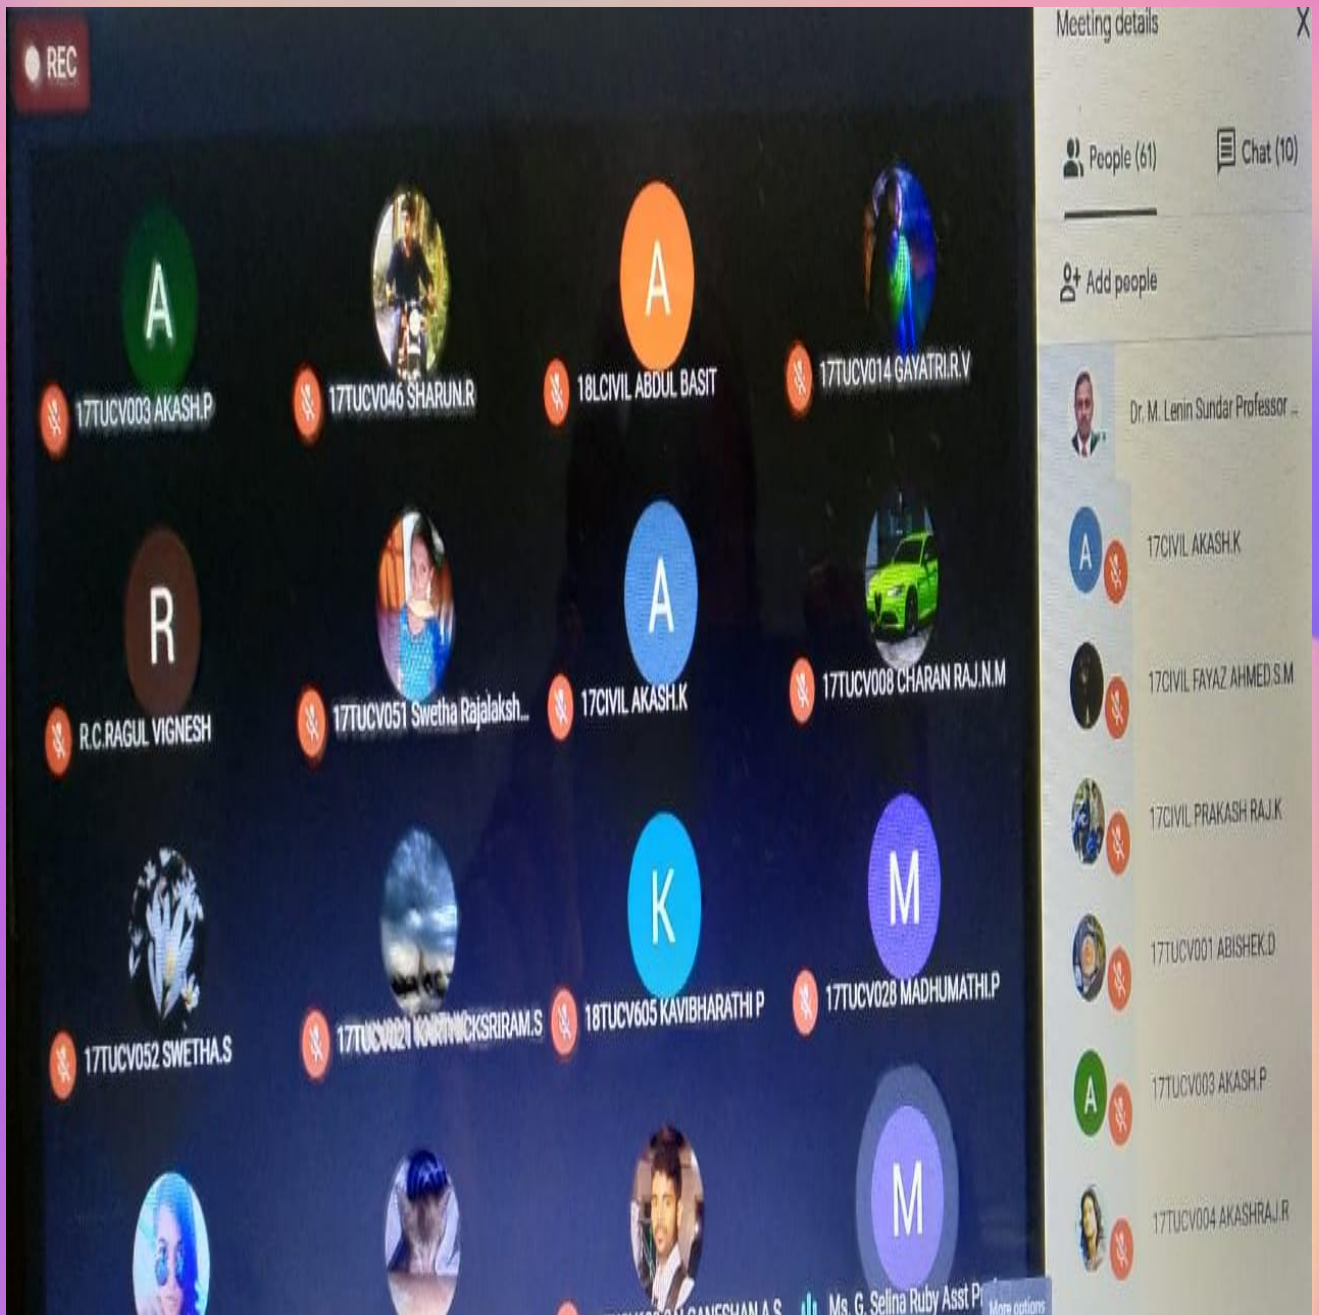 REC
Meeting details X
People (61)
Chat (10)
Add people
A
17TUCV003 AKASH.P
17TUCV046 SHARUN.R
A
18LCIVIL ABDUL BASIT
17TUCV014 GAYATRI.R.V
R
R.C.RAGUL VIGNESH
17TUCV051 Swetha Rajalaksh...
A
17CIVIL AKASH.K
17TUCV008 CHARAN RAJ.N.M
17TUCV052 SWETHA.S
17TUCV021 KARTHICKSRIRAM.S
K
18TUCV605 KAVIBHARATHI P
M
17TUCV028 MADHUMATHI.P
GANESHAN A S
M
Ms. G. Selina Ruby Asst
More options
Dr. M. Lenin Sundar Professor ...
A
17CIVIL AKASH.K
17CIVIL FAYAZ AHMED.S.M
17CIVIL PRAKASH RAJ.K
17TUCV001 ABISHEK.D
A
17TUCV003 AKASH.P
17TUCV004 AKASHRAJ.R